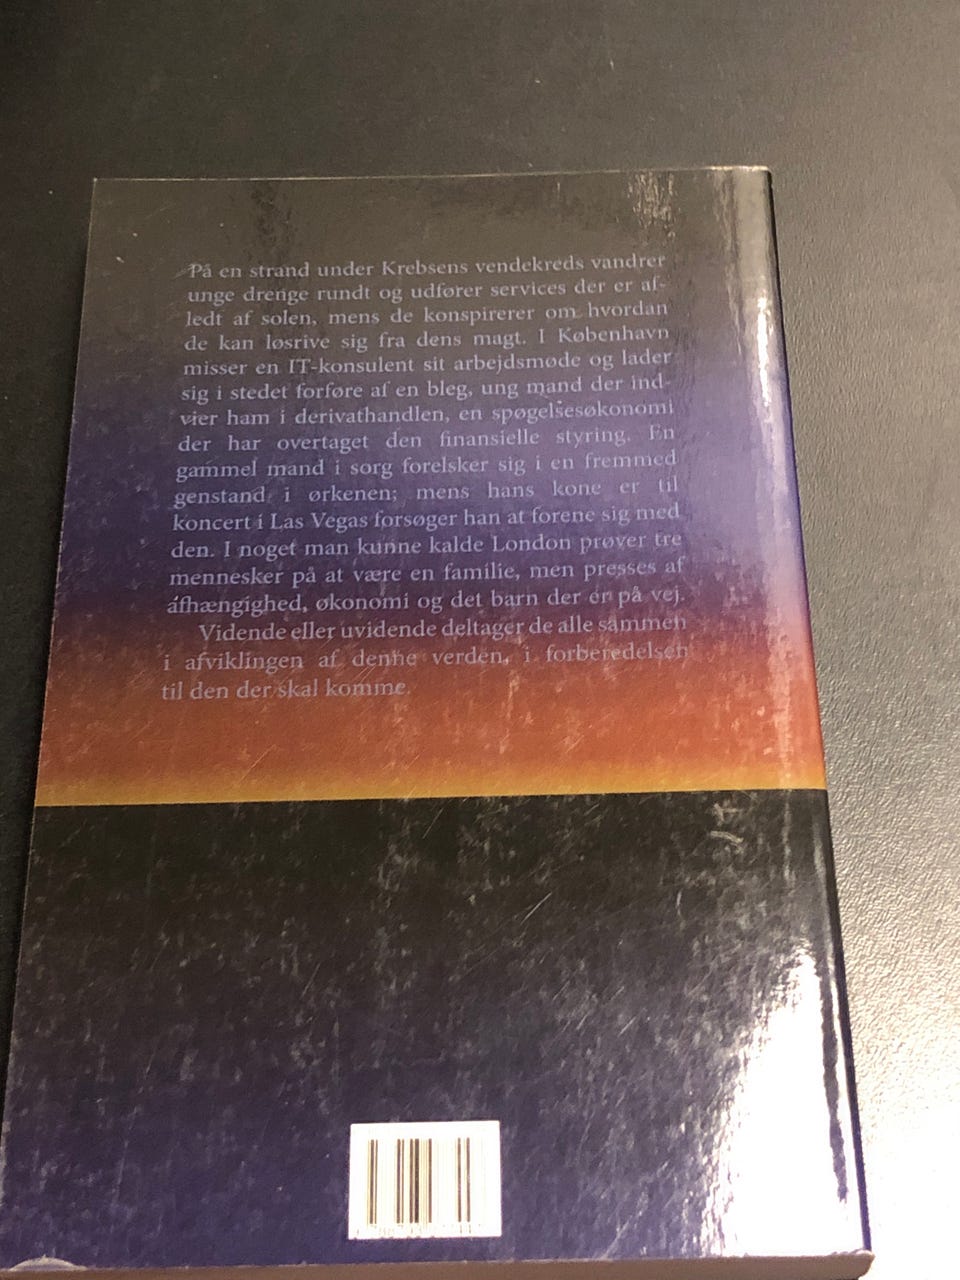 På en strand under Krebsens vendekreds vandrer
unge drenge rundt og udfører services der er af-
ledt af solen, mens de konspirerer om hvordan
de kan løsrive sig fra dens magt. I København
misser en IT-konsulent sit arbejdsmøde og lader
sig i stedet forføre af en bleg, ung mand der ind-
vier ham i derivathandlen, en spøgelsesøkonomi
der har overtaget den finansielle styring. En
gammel mand i sorg forelsker sig i en fremmed
genstand i ørkenen; mens hans kone er til
koncert i Las Vegas forsøger han at forene sig med
den. I noget man kunne kalde London prøver tre
mennesker på at være en familie, men presses af
afhængighed, økonomi og det barn der er på vej.
Vidende eller uvidende deltager de alle sammen
i afviklingen af denne verden, i forberedelsen
til den der skal komme.